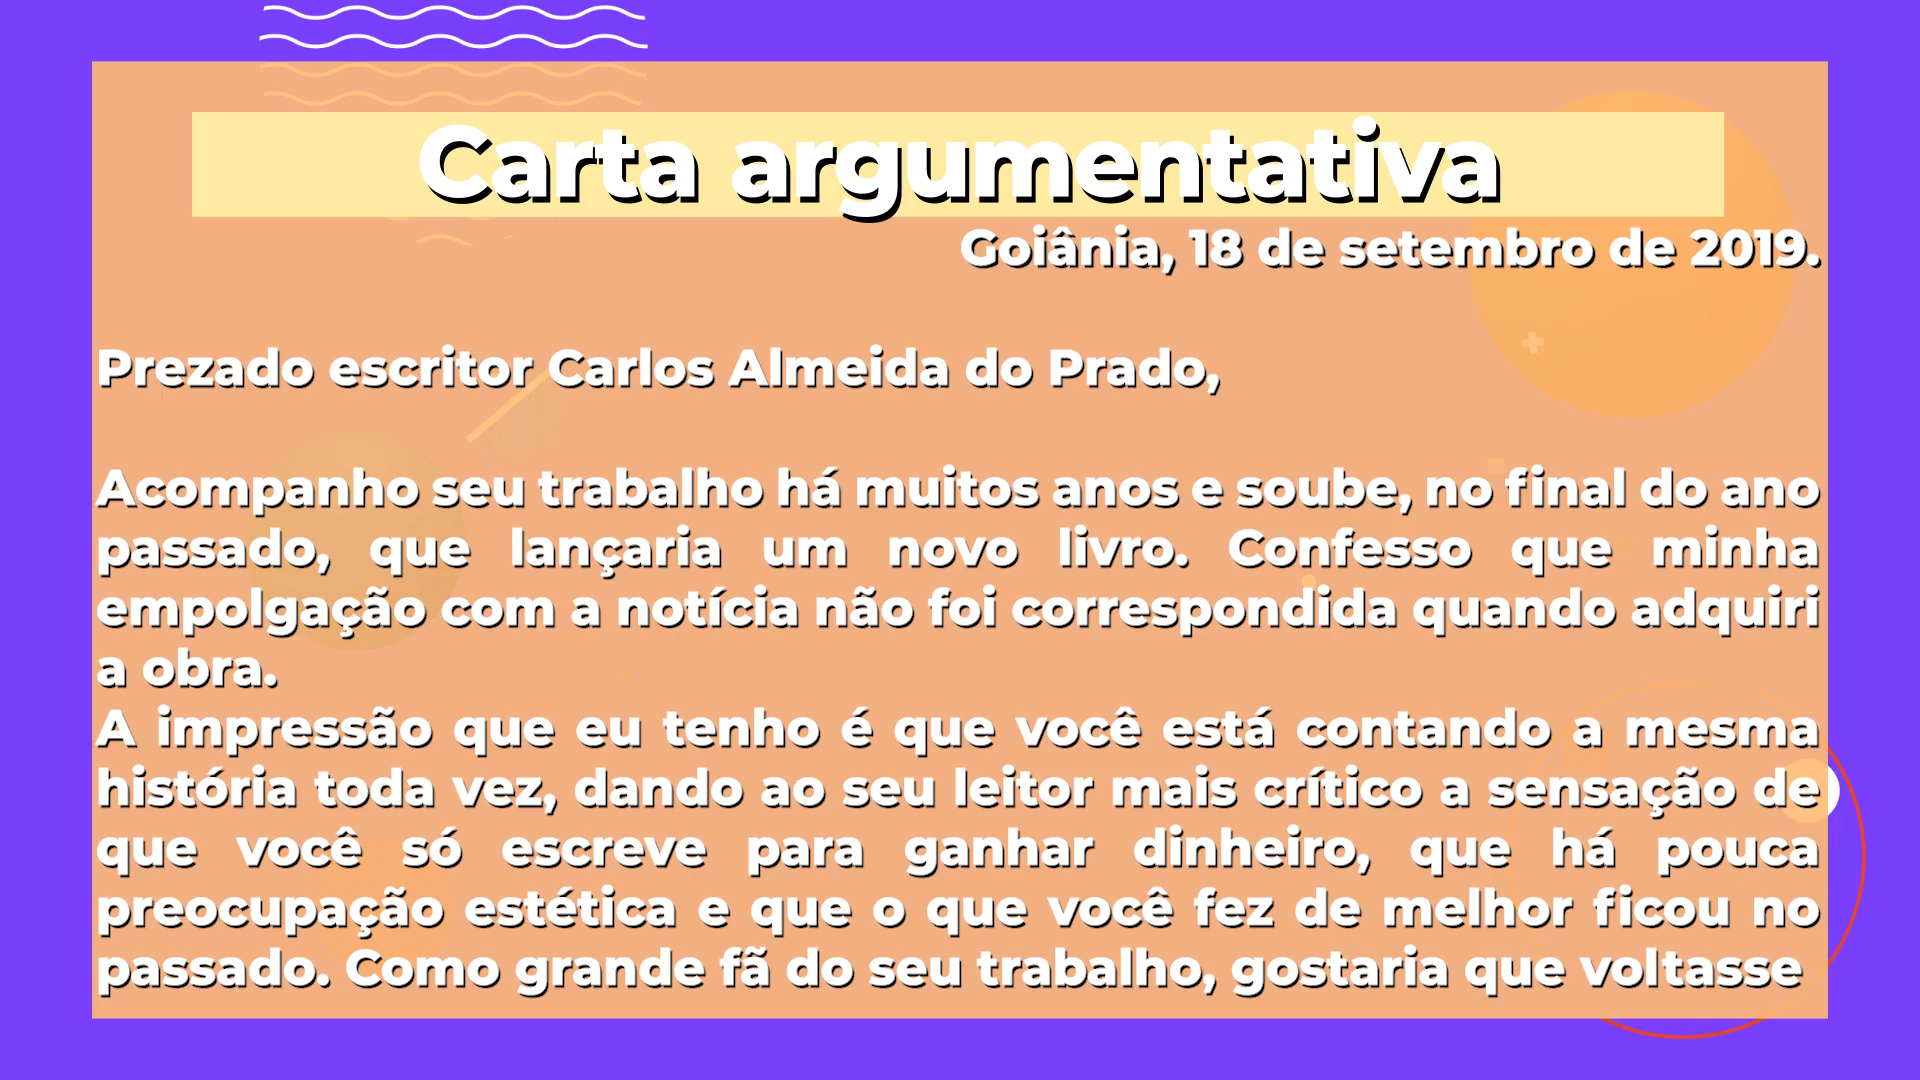 Carta argumentativa
Goiânia, 18 de setembro de 2019.
Prezado escritor Carlos Almeida do Prado,
Acompanho seu trabalho há muitos anos e soube, no final do ano
passado, que lançaria um novo livro. Confesso que minha
empolgação com a notícia não foi correspondida quando adquiri
a obra.
A impressão que eu tenho é que você está contando a mesma
história toda vez, dando ao seu leitor mais crítico a sensação de
que você só escreve para ganhar dinheiro, que há pouca
preocupação estética e que o que você fez de melhor ficou no
passado. Como grande fã do seu trabalho, gostaria que voltasse